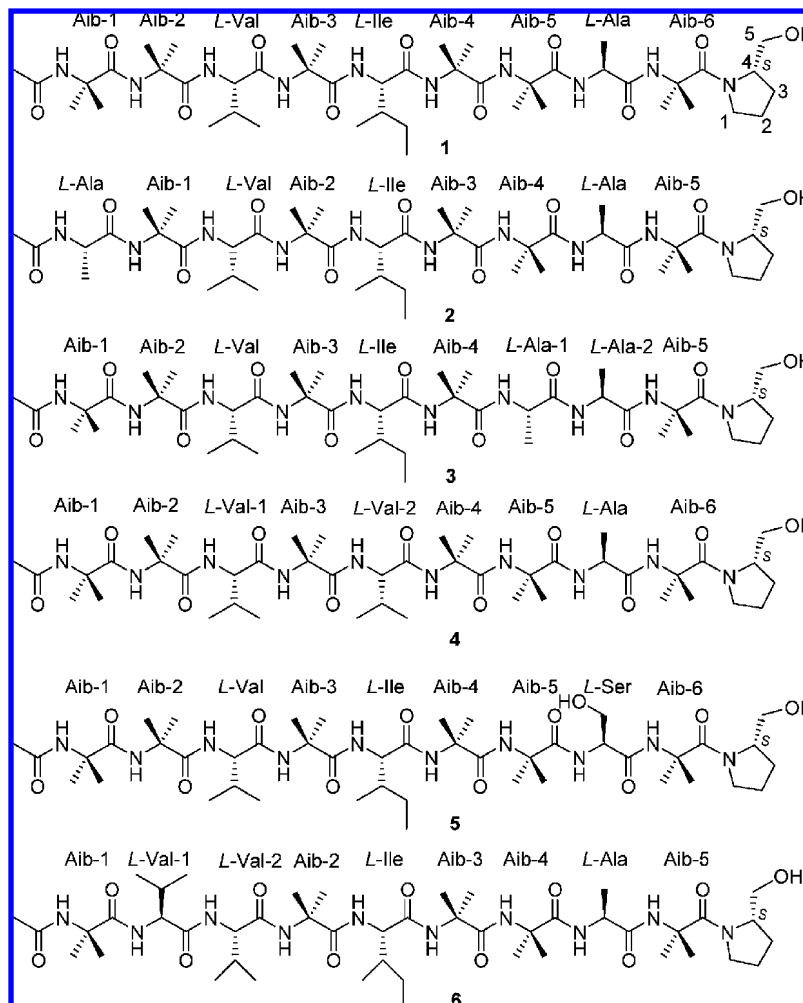 Aib-1 Aib-2 L-Val Aib-3 L-Ile Aib-4 Aib-5 L-Ala Aib-6
O O O O O 5 OH
H H H H H 4 S
N N N N N N 3
O N O N O N O N O 1 2
H H H H
1
L-Ala Aib-1 L-Val Aib-2 L-Ile Aib-3 Aib-4 L-Ala Aib-5
O O O O O OH
H H H H H S
N N N N N N
O N O N O N O N O
H H H H
2
Aib-1 Aib-2 L-Val Aib-3 L-Ile Aib-4 L-Ala-1 L-Ala-2 Aib-5
O O O O O OH
H H H H H S
N N N N N N
O N O N O N O N O
H H H H
3
Aib-1 Aib-2 L-Val-1 Aib-3 L-Val-2 Aib-4 Aib-5 L-Ala Aib-6
O O O O O OH
H H H H H S
N N N N N N
O N O N O N O N O
H H H H
4
Aib-1 Aib-2 L-Val Aib-3 L-Ile Aib-4 Aib-5 L-Ser Aib-6
O O O O HO O OH
H H H H H S
N N N N N N
O N O N O N O N O
H H H H
5
Aib-1 L-Val-1 L-Val-2 Aib-2 L-Ile Aib-3 Aib-4 L-Ala Aib-5
O O O O O OH
H H H H H S
N N N N N N
O N O N O N O N O
H H H H
6